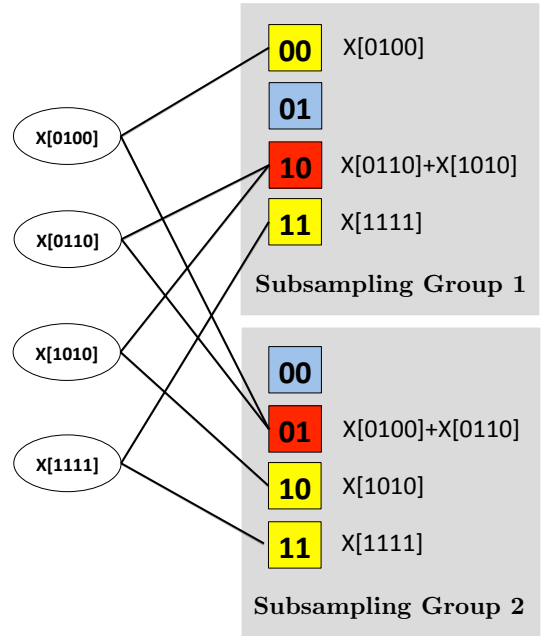 X[0100]
X[0110]
X[1010]
X[1111]
00 X[0100]
01
10 X[0110]+X[1010]
11 X[1111]
Subsampling Group 1
00
01 X[0100]+X[0110]
10 X[1010]
11 X[1111]
Subsampling Group 2